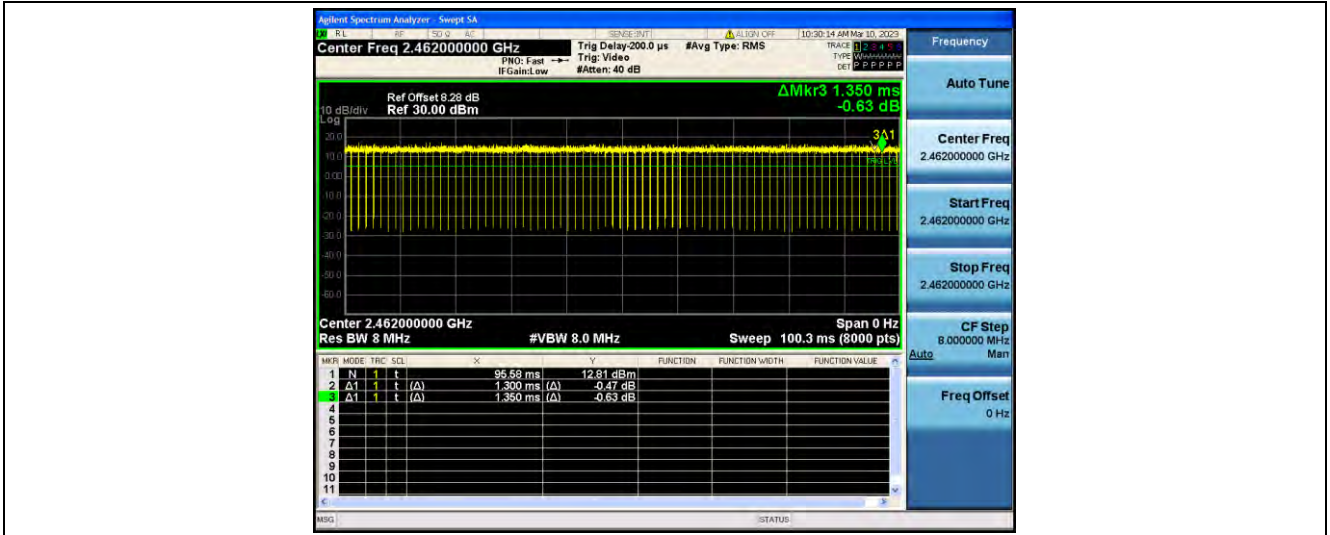 Agilent Spectrum Analyzer - Swept SA
RL RF 50 Ω AC SENSE:INT ALIGN OFF 10:30:14 AM Mar 10, 2023
Center Freq 2.462000000 GHz
PNO: Fast
IFGain:Low
Trig Delay-200.0 µs
Trig: Video
#Atten: 40 dB
#Avg Type: RMS
TRACE 1 2 3 4 5 6
TYPE
DET P P P P P P
ΔMkr3 1.350 ms
-0.63 dB
Ref Offset 8.28 dB
10 dB/div Ref 30.00 dBm
Log
20.0
10.0
0.00
-10.0
-20.0
-30.0
-40.0
-50.0
-60.0
3Δ1
TRIG LVL
Center 2.462000000 GHz Span 0 Hz
Res BW 8 MHz #VBW 8.0 MHz Sweep 100.3 ms (8000 pts)
MKR MODE TRC SCL X Y FUNCTION FUNCTION WIDTH FUNCTION VALUE
1 N 1 t 95.58 ms 12.81 dBm
2 Δ1 1 t (Δ) 1.300 ms (Δ) -0.47 dB
3 Δ1 1 t (Δ) 1.350 ms (Δ) -0.63 dB
4
5
6
7
8
9
10
11
MSG STATUS
Frequency
Auto Tune
Center Freq
2.462000000 GHz
Start Freq
2.462000000 GHz
Stop Freq
2.462000000 GHz
CF Step
8.000000 MHz
Auto Man
Freq Offset
0 Hz